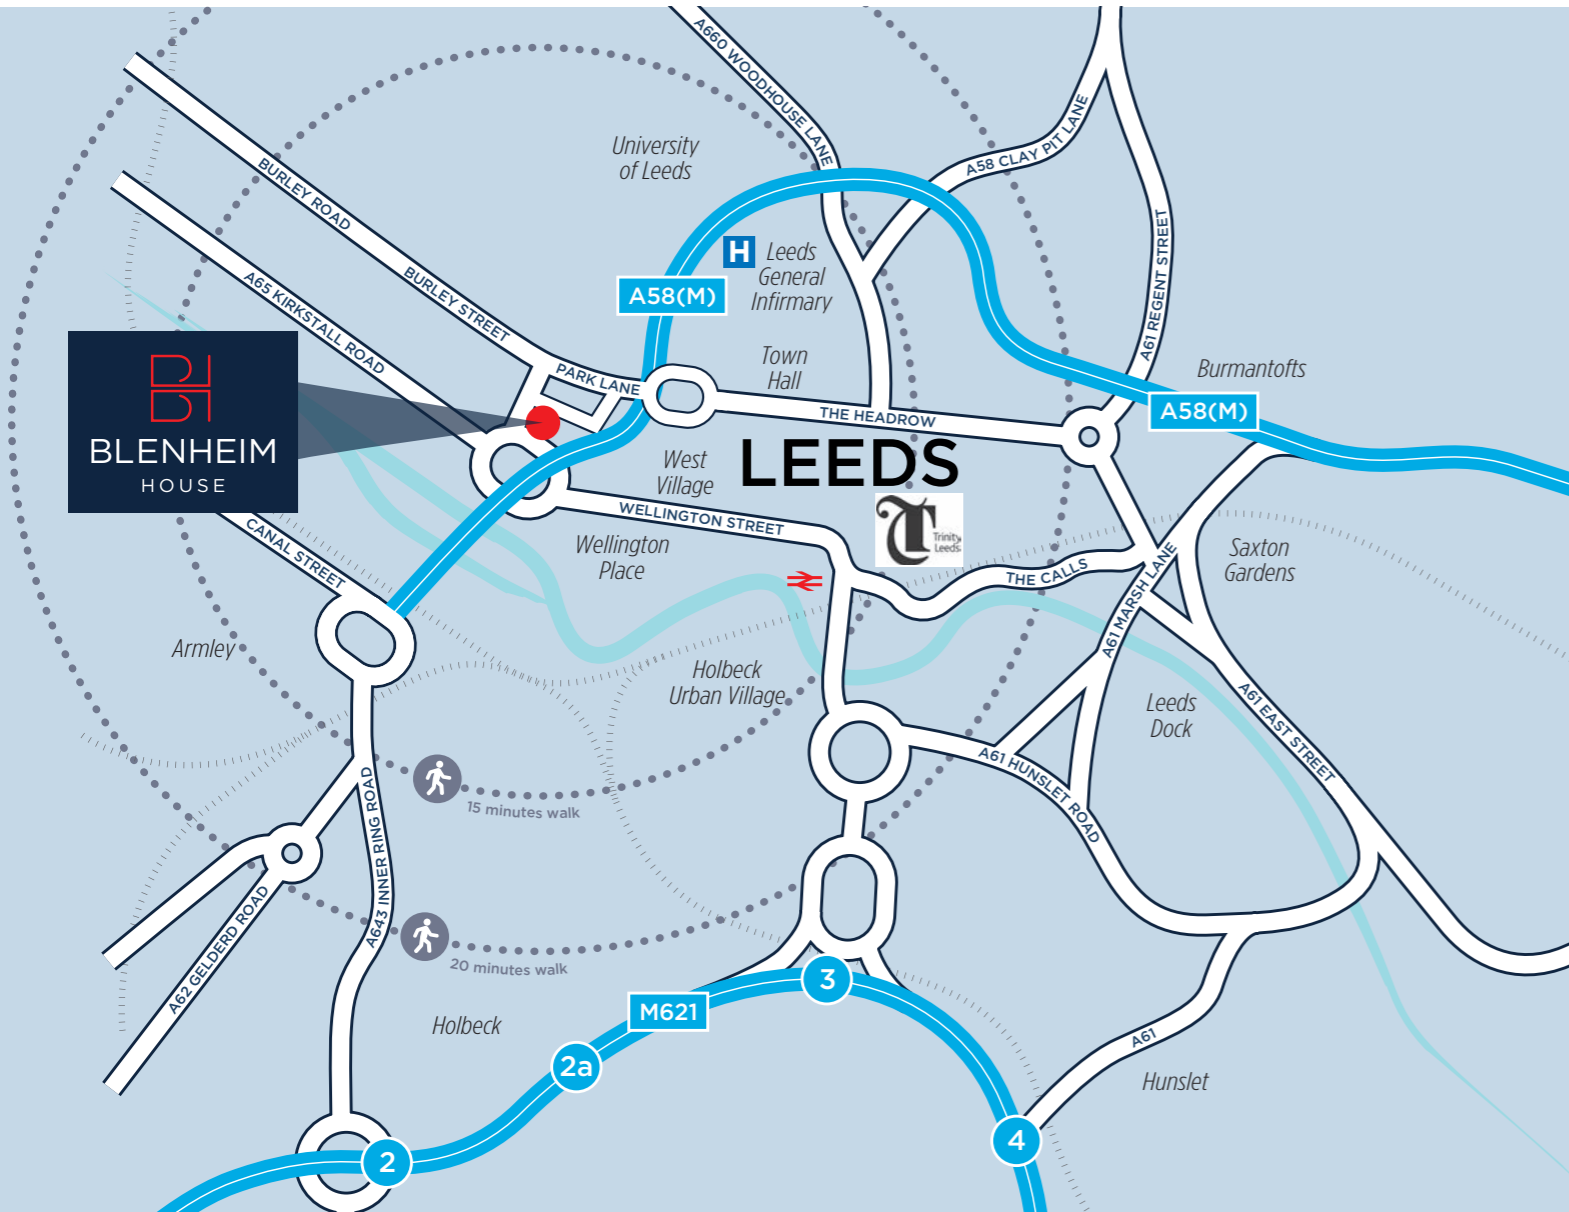 A660 WOODHOUSE LANE
A58 CLAY PIT LANE
University
of Leeds
BURLEY ROAD
A61 REGENT STREET
H
Leeds
General
Infirmary
A58(M)
A65 KIRKSTALL ROAD
BURLEY STREET
Town
Hall
Burmantofts
PARK LANE
THE HEADROW
A58(M)
BLENHEIM
HOUSE
West
Village
LEEDS
WELLINGTON STREET
CANAL STREET
Trinity
Leeds
Wellington
Place
THE CALLS
A61 MARSH LANE
Saxton
Gardens
Armley
Holbeck
Urban Village
Leeds
Dock
A61 EAST STREET
A61 HUNSLET ROAD
15 minutes walk
A643 INNER RING ROAD
A62 GELDERD ROAD
20 minutes walk
3
M621
Holbeck
A61
2a
Hunslet
4
2